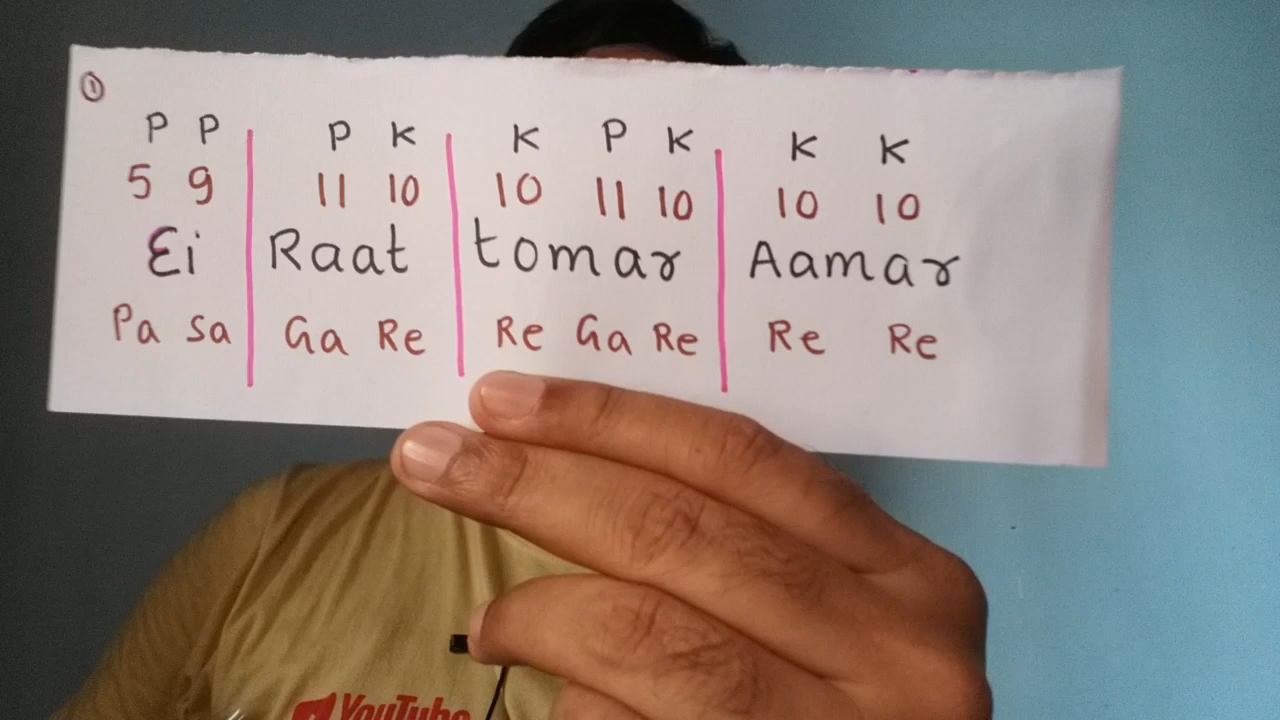 1
P P | P K | K P K | K K
5 9 | 11 10 | 10 11 10 | 10 10
Ei | Raat | tomar | Aamar
Pa Sa | Ga Re | Re Ga Re | Re Re
YouTube